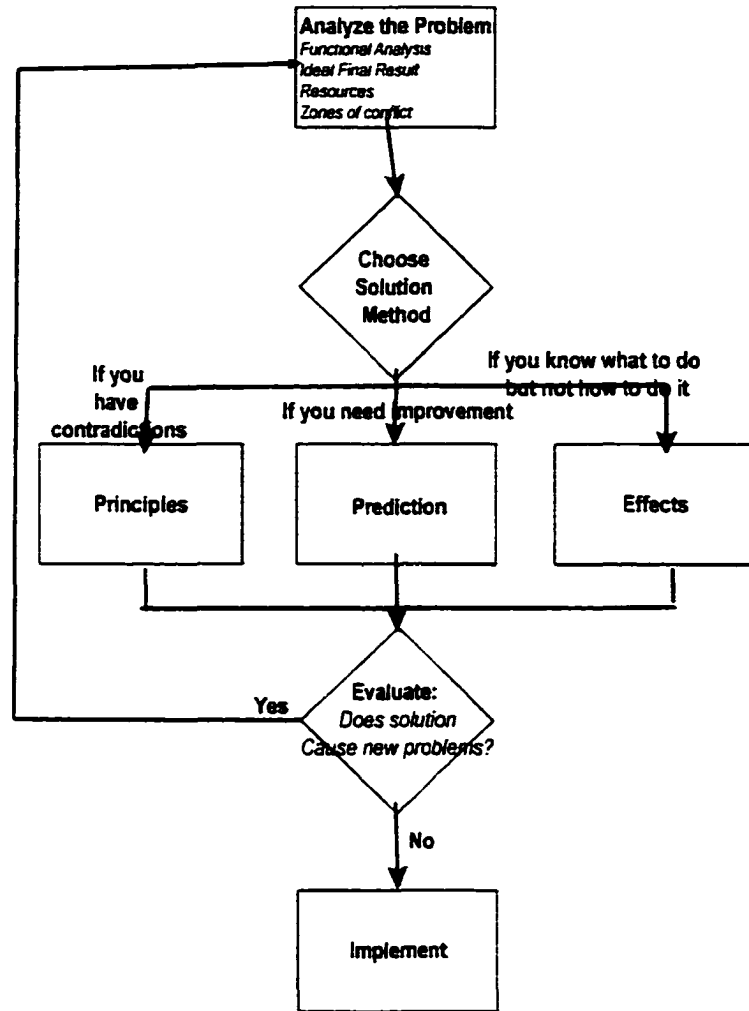 Analyze the Problem
Functional Analysis
Ideal Final Result
Resources
Zones of conflict
Choose
Solution
Method
If you
have
contradictions
If you need improvement
If you know what to do
but not how to do it
Principles
Prediction
Effects
Evaluate:
Does solution
Cause new problems?
Yes
No
Implement